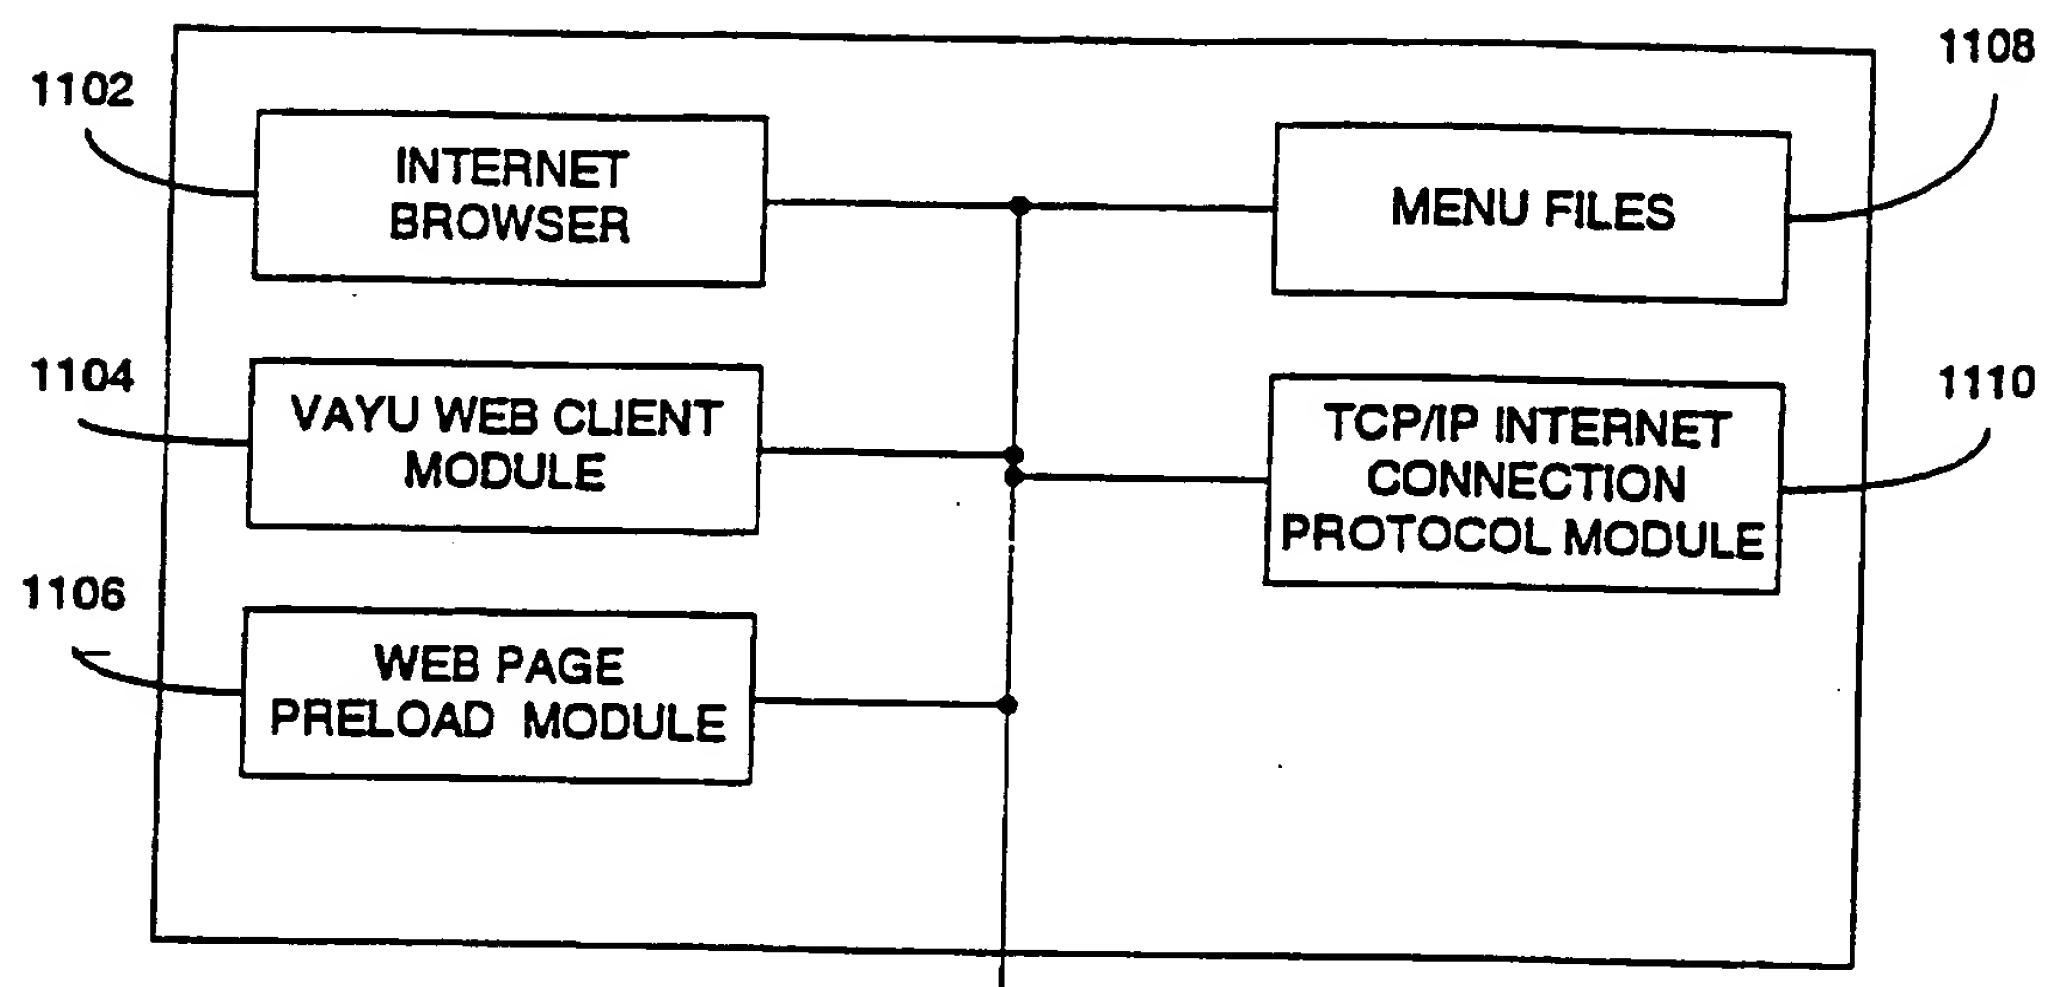 1102
INTERNET
BROWSER
1108
MENU FILES
1104
VAYU WEB CLIENT
MODULE
1110
TCP/IP INTERNET
CONNECTION
PROTOCOL MODULE
1106
WEB PAGE
PRELOAD MODULE